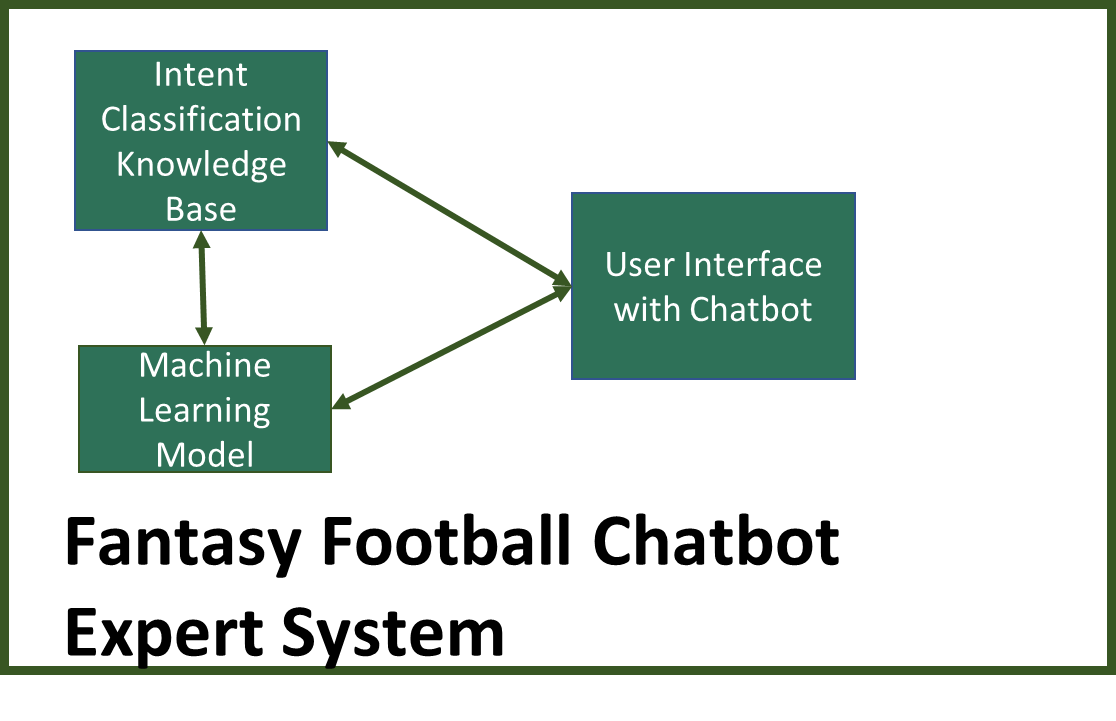 Intent
Classification
Knowledge
Base
User Interface
with Chatbot
Machine
Learning
Model
Fantasy Football Chatbot
Expert System